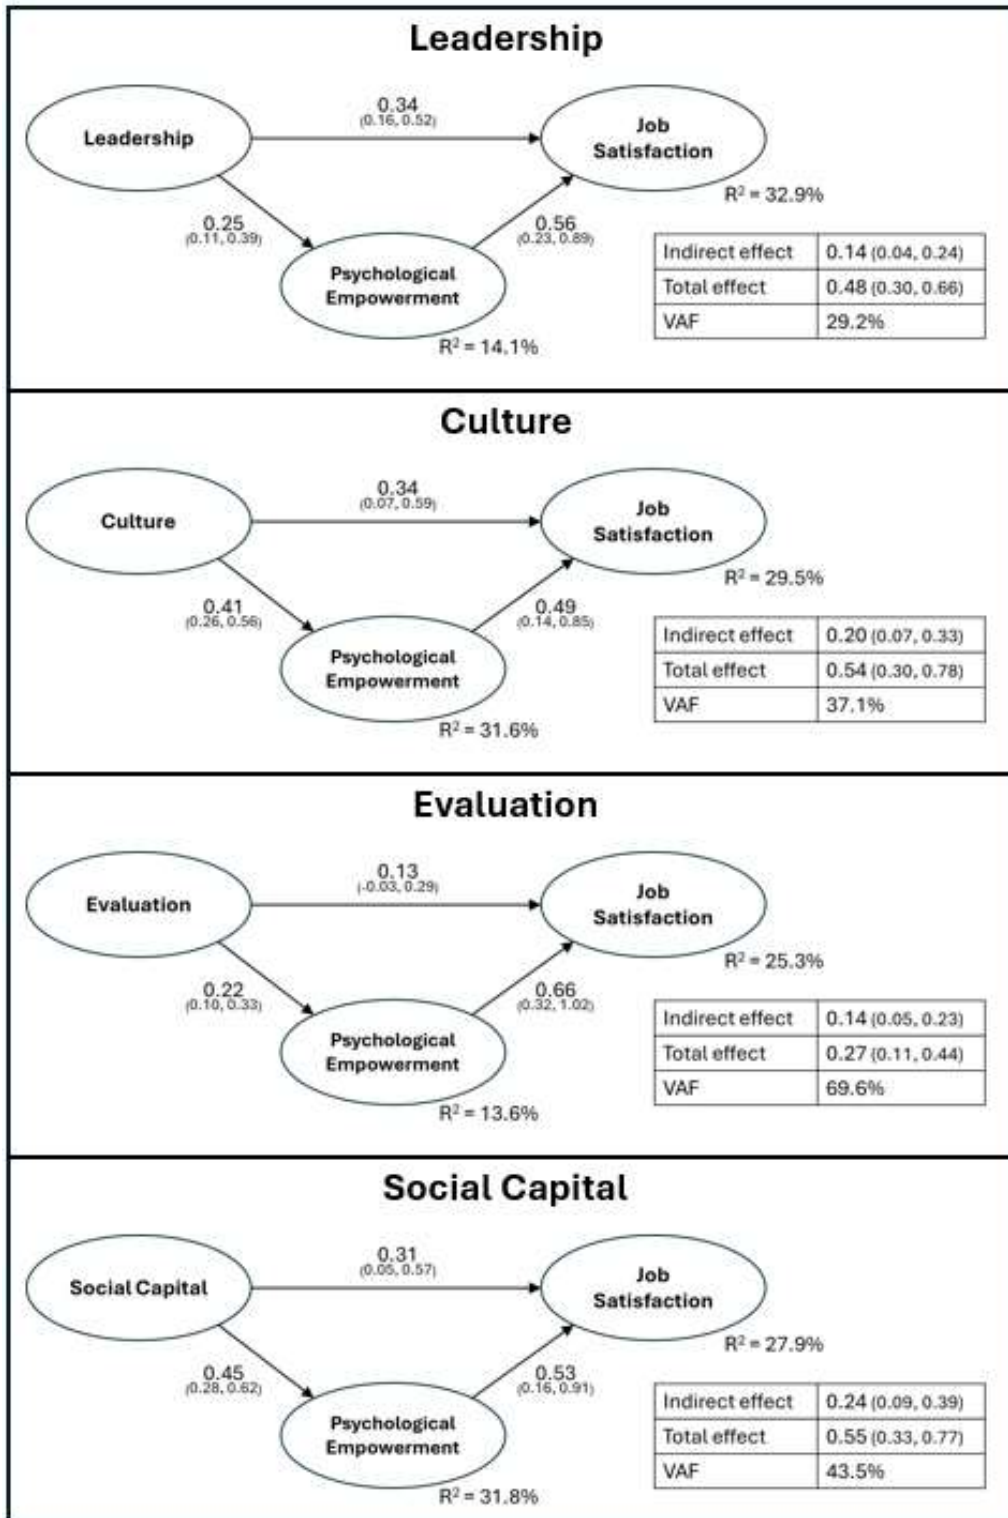 Leadership
0.34
(0.16, 0.52)
Leadership
Job
Satisfaction
R² = 32.9%
0.25
(0.11, 0.39)
0.56
(0.23, 0.89)
Psychological
Empowerment
R² = 14.1%
Indirect effect 0.14 (0.04, 0.24)
Total effect 0.48 (0.30, 0.66)
VAF 29.2%
Culture
0.34
(0.07, 0.59)
Culture
Job
Satisfaction
R² = 29.5%
0.41
(0.26, 0.56)
0.49
(0.14, 0.85)
Psychological
Empowerment
R² = 31.6%
Indirect effect 0.20 (0.07, 0.33)
Total effect 0.54 (0.30, 0.78)
VAF 37.1%
Evaluation
0.13
(-0.03, 0.29)
Evaluation
Job
Satisfaction
R² = 25.3%
0.22
(0.10, 0.33)
0.66
(0.32, 1.02)
Psychological
Empowerment
R² = 13.6%
Indirect effect 0.14 (0.05, 0.23)
Total effect 0.27 (0.11, 0.44)
VAF 69.6%
Social Capital
0.31
(0.05, 0.57)
Social Capital
Job
Satisfaction
R² = 27.9%
0.45
(0.28, 0.62)
0.53
(0.16, 0.91)
Psychological
Empowerment
R² = 31.8%
Indirect effect 0.24 (0.09, 0.39)
Total effect 0.55 (0.33, 0.77)
VAF 43.5%